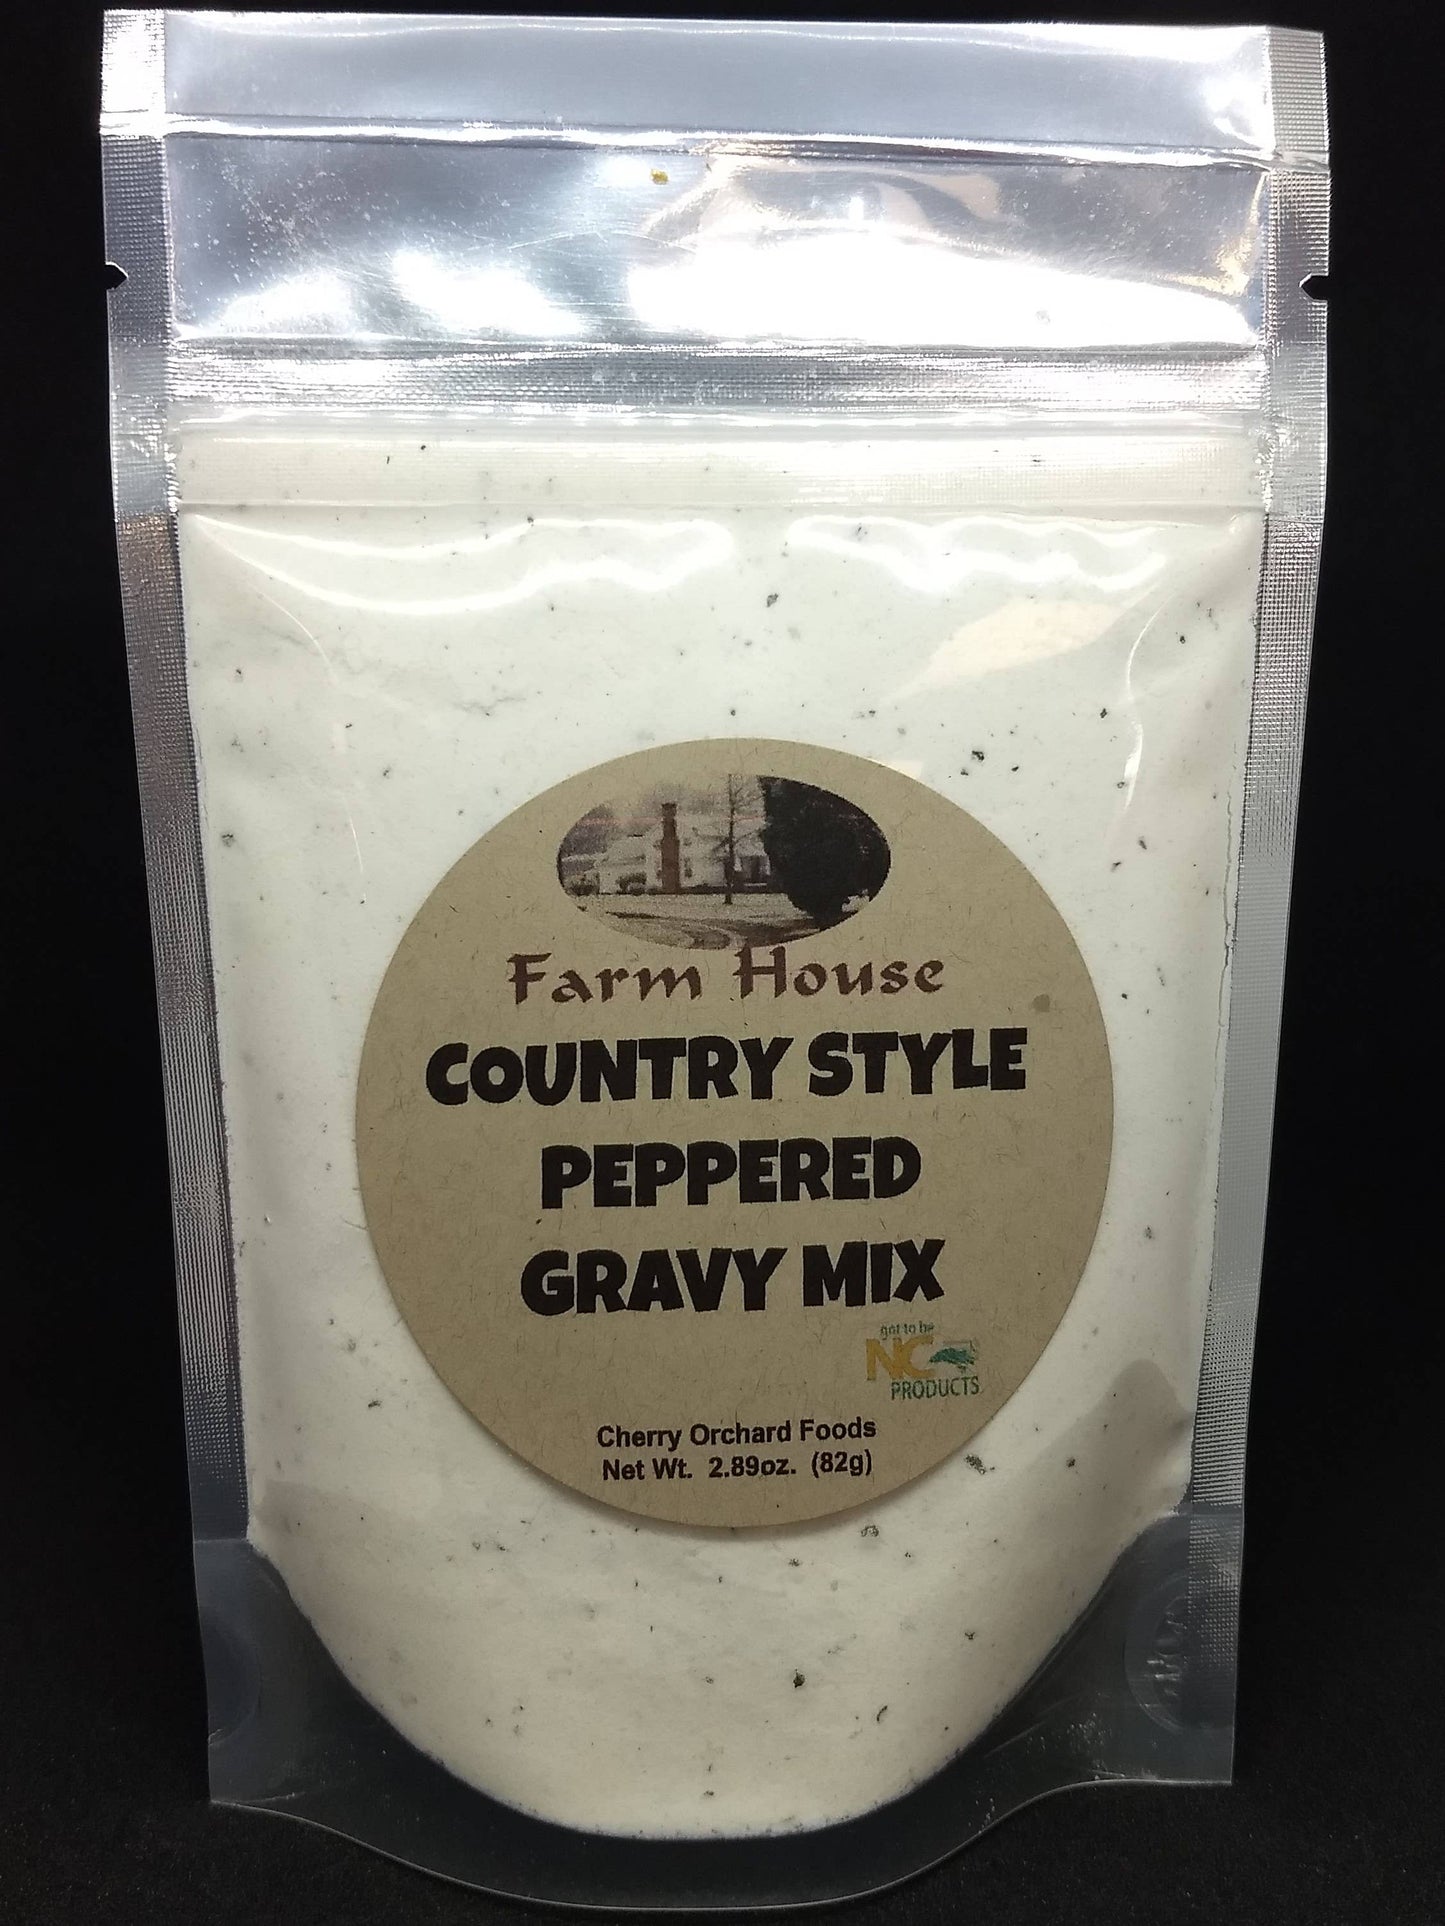 Farm House
COUNTRY STYLE
PEPPERED
GRAVY MIX
got to be
NC
PRODUCTS
Cherry Orchard Foods
Net Wt. 2.89oz. (82g)